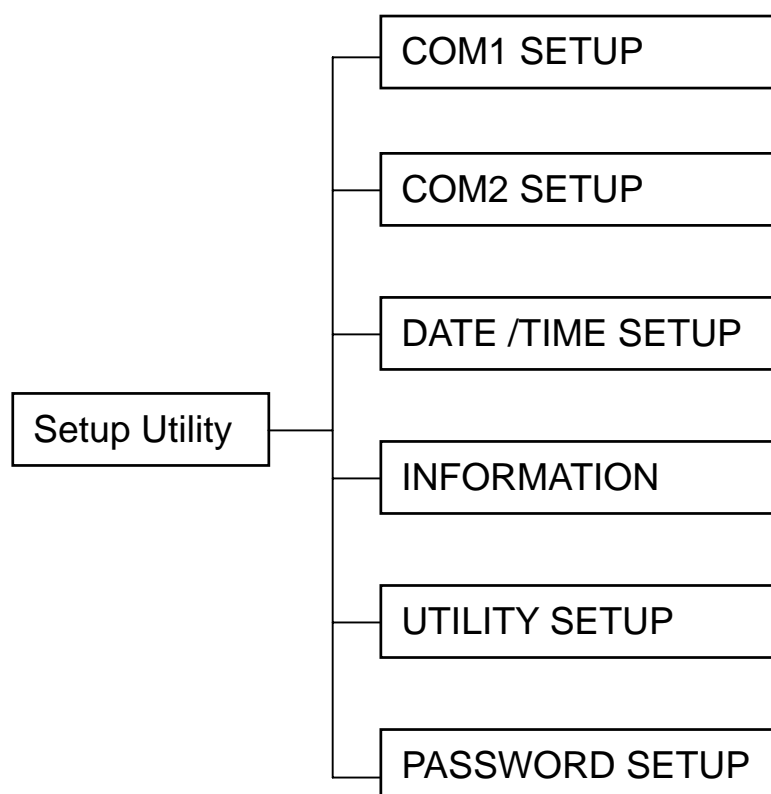 COM1 SETUP
COM2 SETUP
DATE /TIME SETUP
Setup Utility
INFORMATION
UTILITY SETUP
PASSWORD SETUP